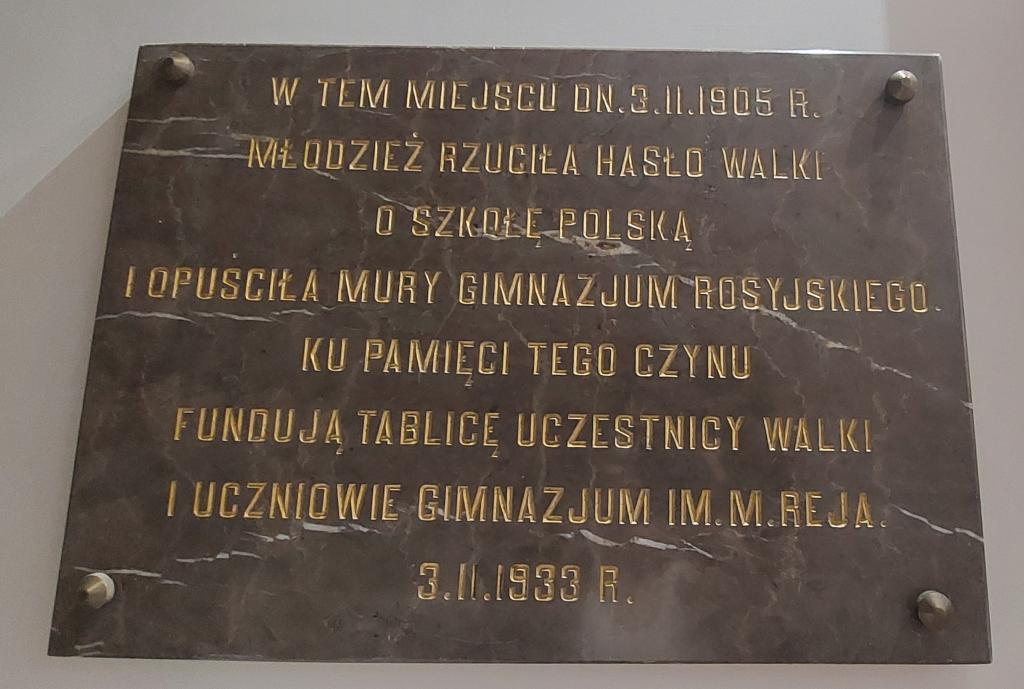 W TEM MIEJSCU DN.3.II.1905 R.
MŁODZIEŻ RZUCIŁA HASŁO WALKI
O SZKOŁĘ POLSKĄ
I OPUŚCIŁA MURY GIMNAZJUM ROSYJSKIEGO.
KU PAMIĘCI TEGO CZYNU
FUNDUJĄ TABLICĘ UCZESTNICY WALKI
I UCZNIOWIE GIMNAZJUM IM.M.REJA.
3.II.1933 R.